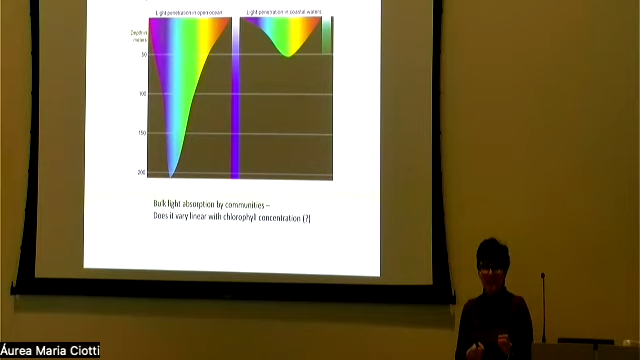 Light penetration in open ocean
Light penetration in coastal waters
Depth in
meters
50
100
150
200
Bulk light absorption by communities –
Does it vary linear with chlorophyll concentration (?)
Áurea Maria Ciotti